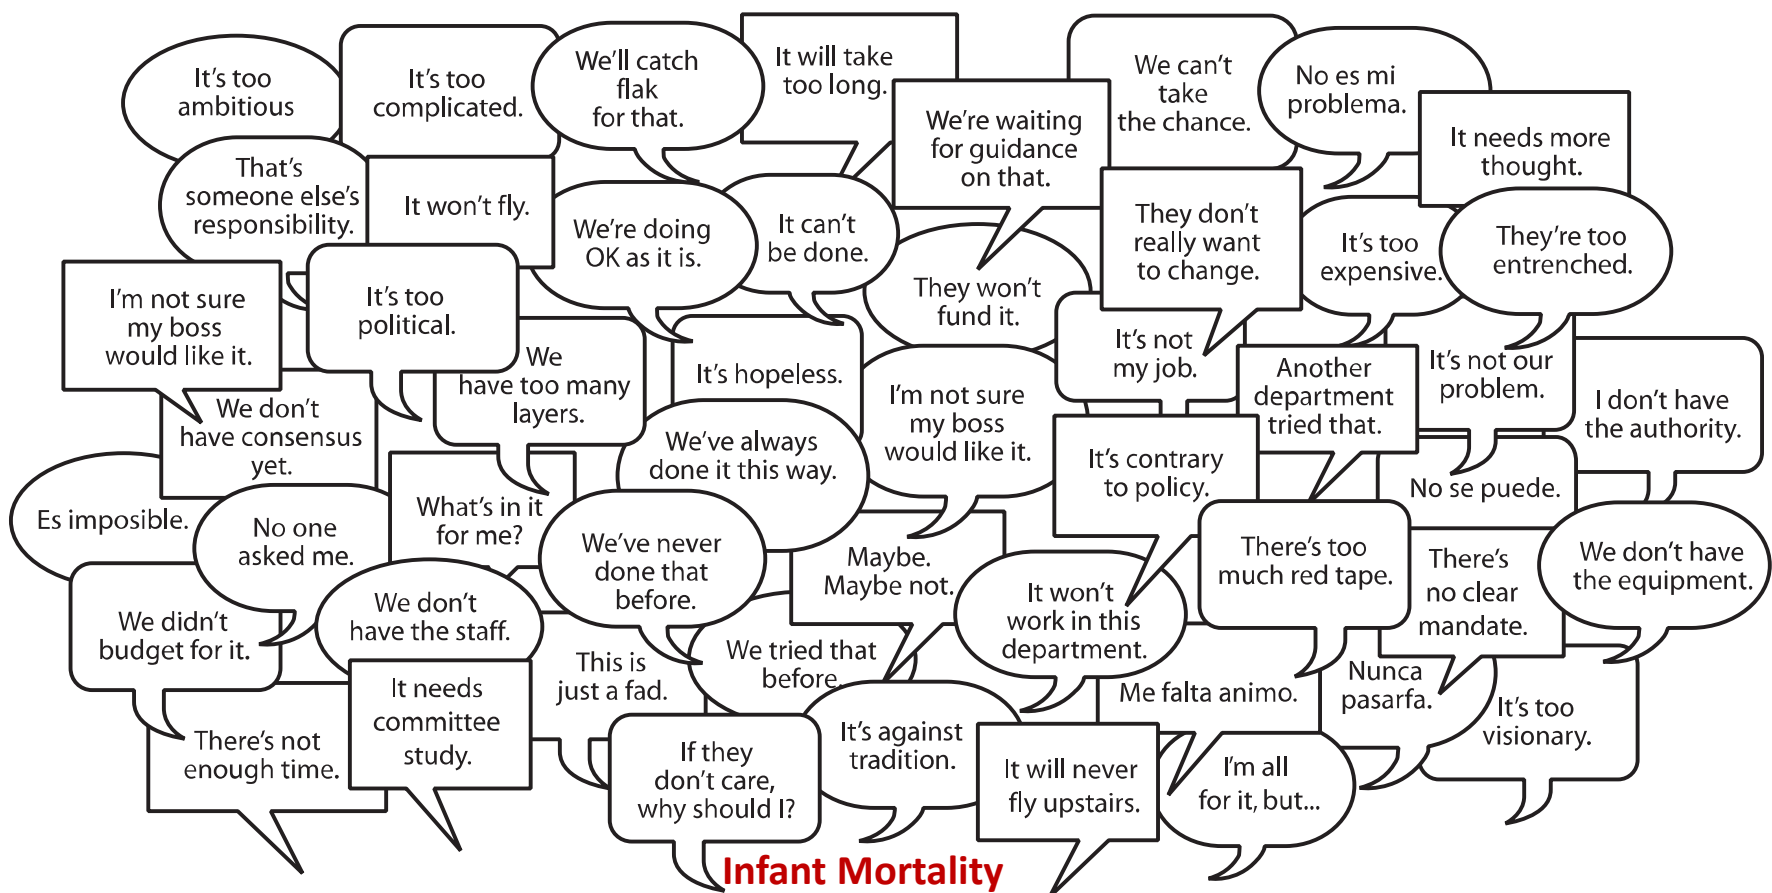 It's too
ambitious
It's too
complicated.
We'll catch
flak
for that.
It will take
too long.
We're waiting
for guidance
on that.
We can't
take
the chance.
No es mi
problema.
It needs more
thought.
That's
someone else's
responsibility.
It won't fly.
We're doing
OK as it is.
It can't
be done.
They won't
fund it.
They don't
really want
to change.
It's too
expensive.
They're too
entrenched.
I'm not sure
my boss
would like it.
It's too
political.
We
have too many
layers.
It's hopeless.
I'm not sure
my boss
would like it.
It's not
my job.
Another
department
tried that.
It's not our
problem.
I don't have
the authority.
We don't
have consensus
yet.
We've always
done it this way.
It's contrary
to policy.
No se puede.
Es imposible.
No one
asked me.
What's in it
for me?
We've never
done that
before.
Maybe.
Maybe not.
It won't
work in this
department.
There's too
much red tape.
There's
no clear
mandate.
We don't have
the equipment.
We didn't
budget for it.
We don't
have the staff.
This is
just a fad.
We tried that
before.
Me falta animo.
Nunca
pasarfa.
It's too
visionary.
There's not
enough time.
It needs
committee
study.
If they
don't care,
why should I?
It's against
tradition.
It will never
fly upstairs.
I'm all
for it, but...
Infant Mortality